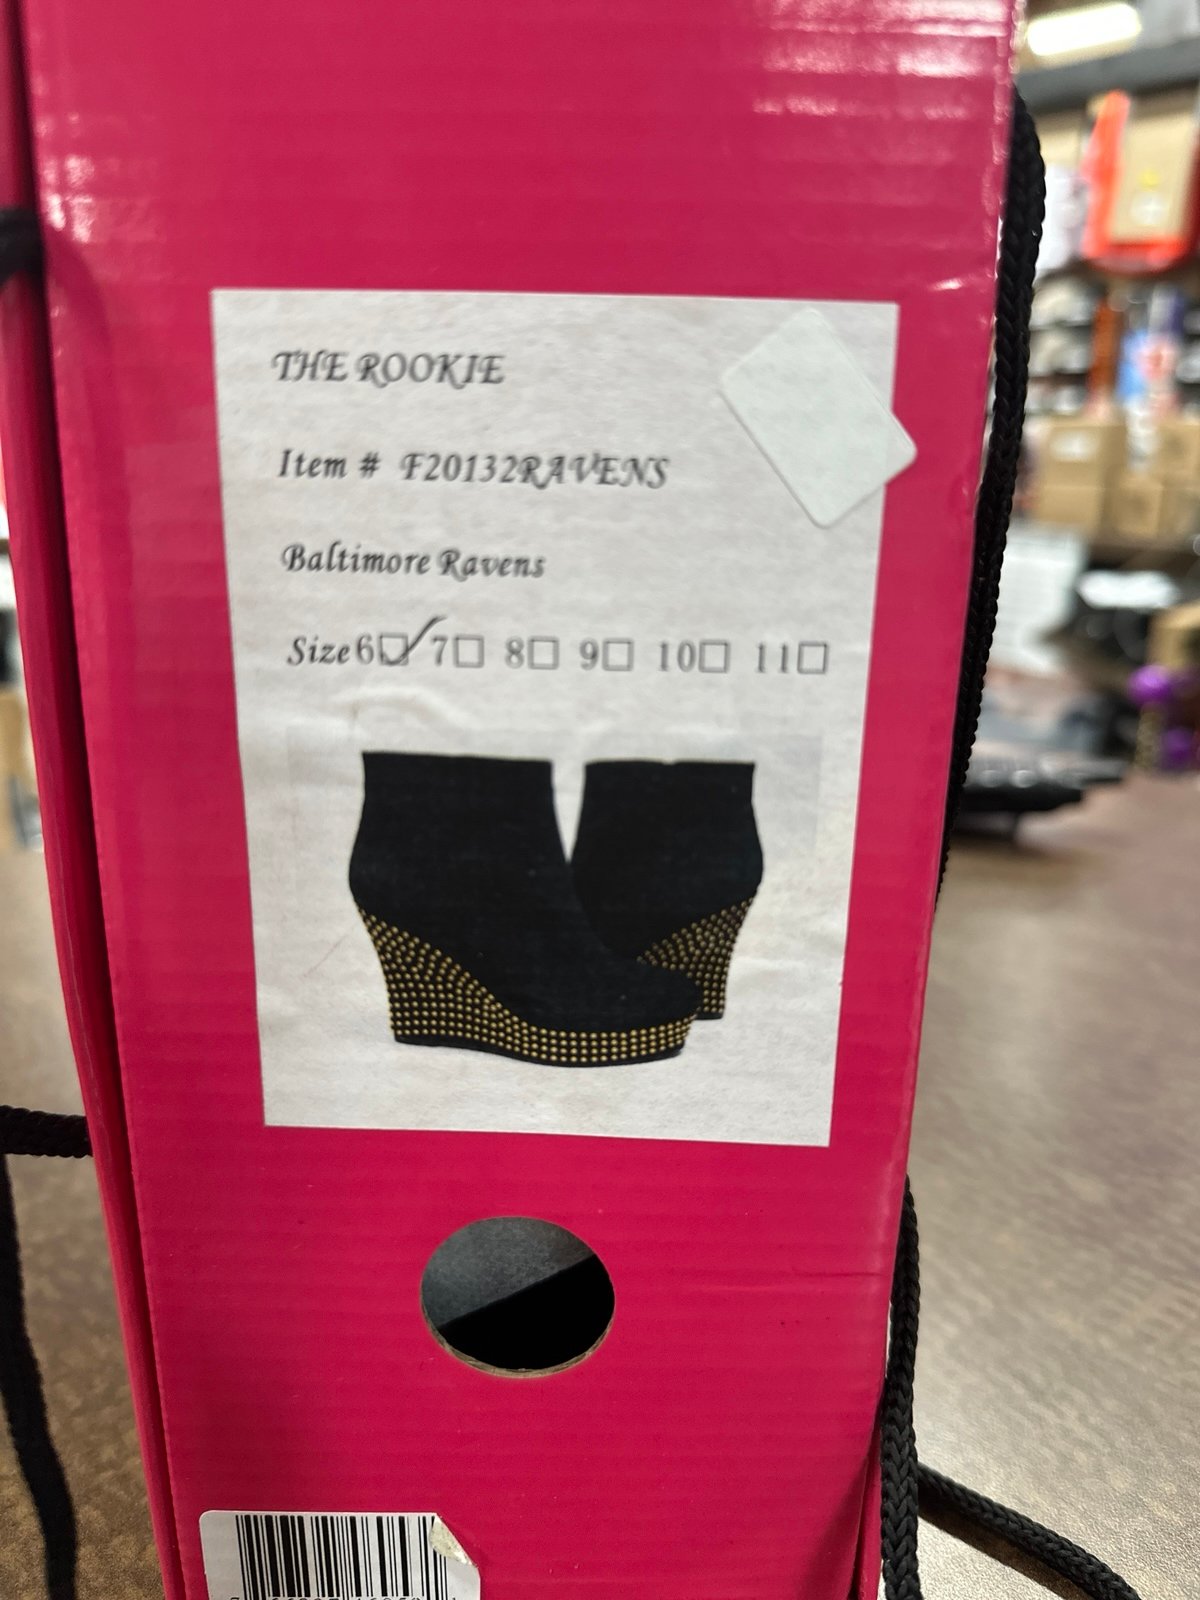 THE ROOKIE
Item # F20132RAVENS
Baltimore Ravens
Size 6☑ 7☐ 8☐ 9☐ 10☐ 11☐